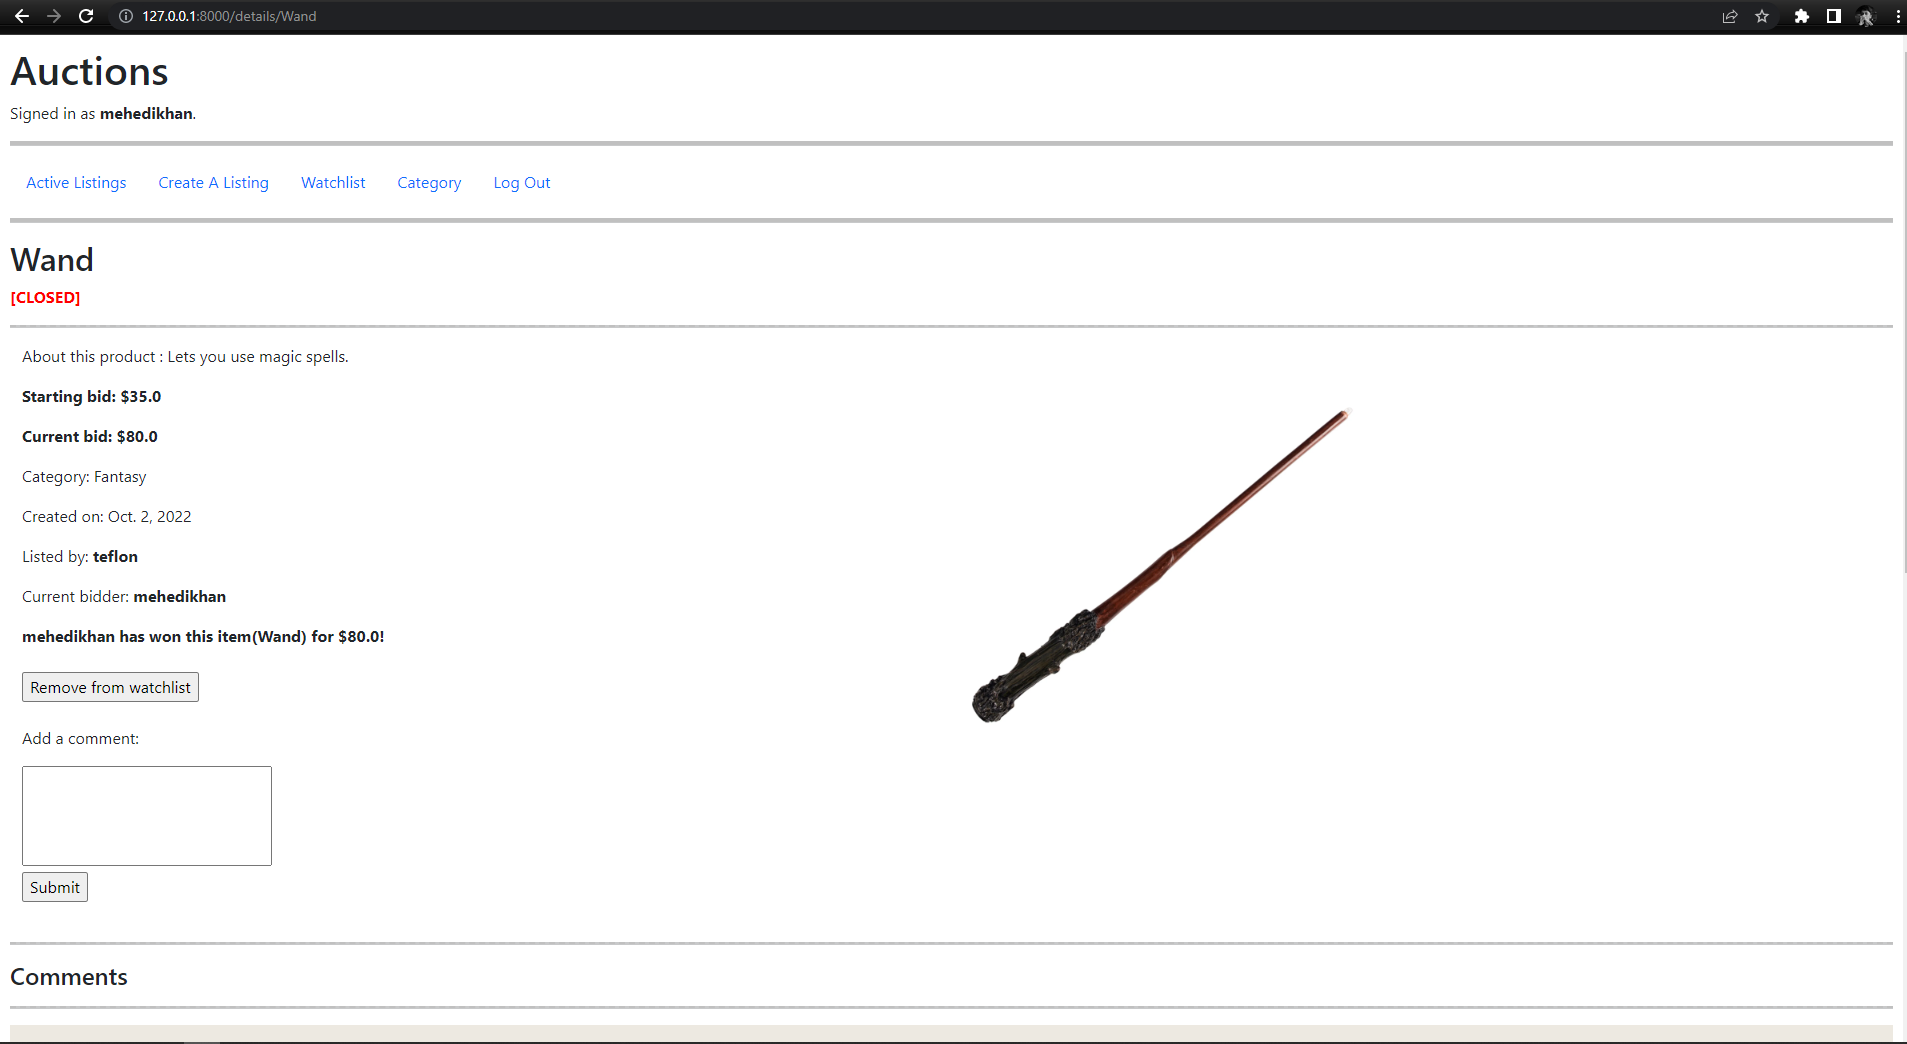 127.0.0.1:8000/details/Wand
Auctions
Signed in as mehedikhan.
Active Listings Create A Listing Watchlist Category Log Out
Wand
[CLOSED]
About this product : Lets you use magic spells.
Starting bid: $35.0
Current bid: $80.0
Category: Fantasy
Created on: Oct. 2, 2022
Listed by: teflon
Current bidder: mehedikhan
mehedikhan has won this item(Wand) for $80.0!
Remove from watchlist
Add a comment:
Submit
Comments